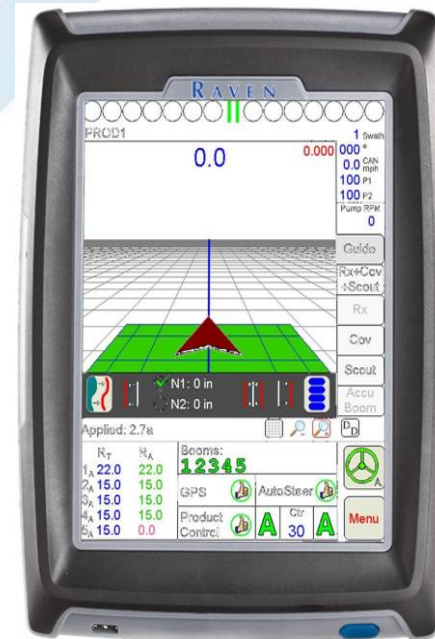 RAVEN
PROD1
1 Swath
0.0
0.000
000 °
0.0 CAN mph
100 P1
100 P2
Pump RPM
0
Guide
Rx+Cov
+Scout
Rx
Cov
Scout
Accu
Boom
N1: 0 in
N2: 0 in
Applied: 2.7a
RT RA
1A 22.0 22.0
2A 15.0 15.0
3A 15.0 15.0
4A 15.0 15.0
5A 15.0 0.0
Booms:
12345
GPS
AutoSteer
Product
Control
A
Ctr
30
A
A
Menu